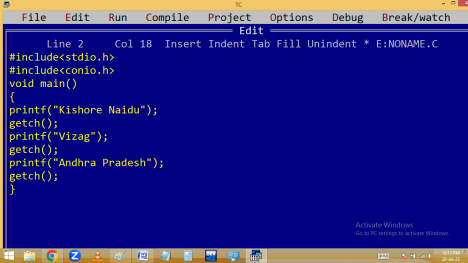 TC
File Edit Run Compile Project Options Debug Break/watch
Edit
Line 2 Col 18 Insert Indent Tab Fill Unindent * E:NONAME.C
#include<stdio.h>
#include<conio.h>
void main()
{
printf("Kishore Naidu");
getch();
printf("Vizag");
getch();
printf("Andhra Pradesh");
getch();
}
Activate Windows
Go to PC settings to activate Windows.